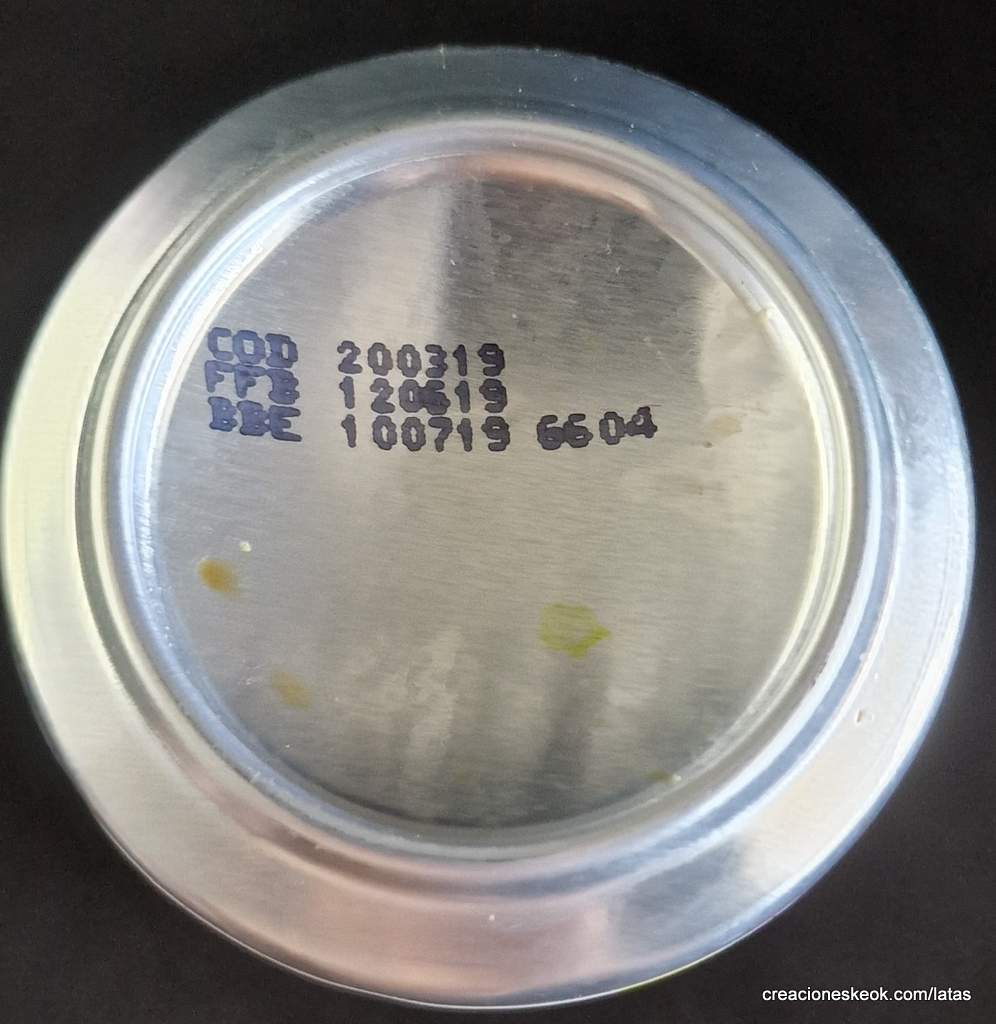 COD 200319
FFB 120619
BBE 100719 6604
creacioneskeok.com/latas